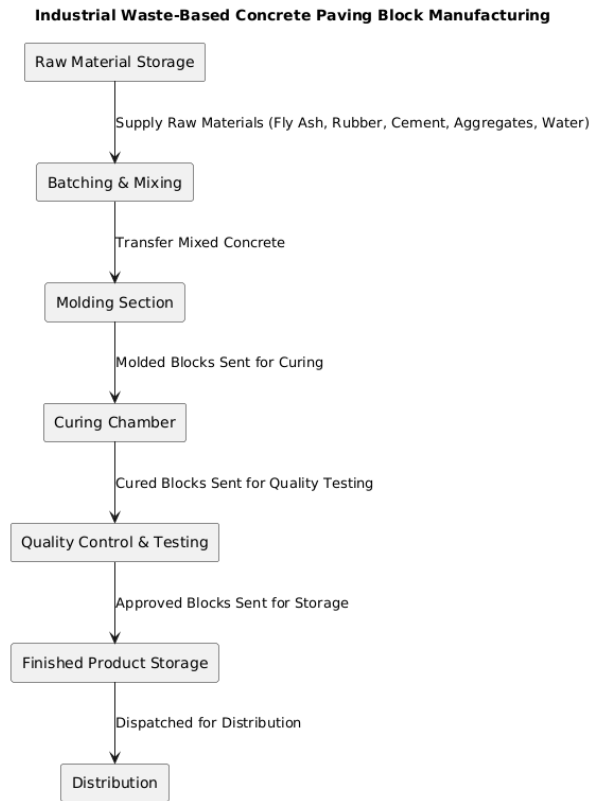 Industrial Waste-Based Concrete Paving Block Manufacturing
Raw Material Storage
Supply Raw Materials (Fly Ash, Rubber, Cement, Aggregates, Water)
Batching & Mixing
Transfer Mixed Concrete
Molding Section
Molded Blocks Sent for Curing
Curing Chamber
Cured Blocks Sent for Quality Testing
Quality Control & Testing
Approved Blocks Sent for Storage
Finished Product Storage
Dispatched for Distribution
Distribution